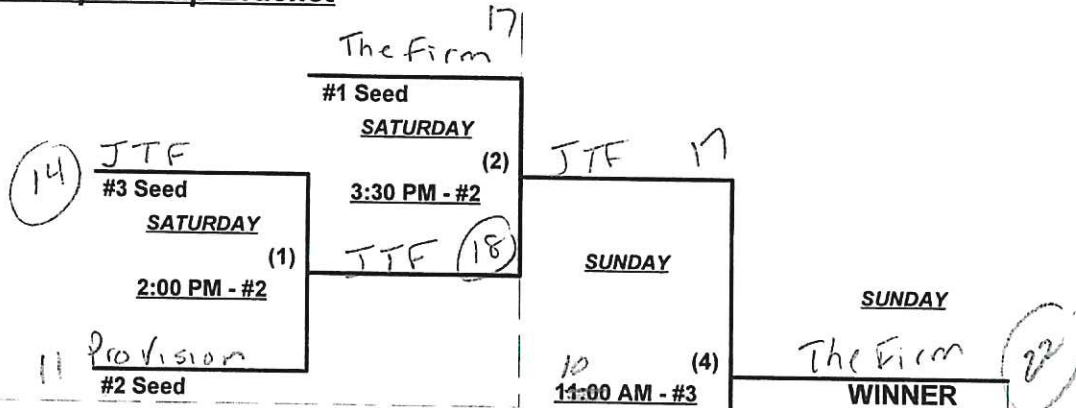 17
The Firm
#1 Seed
SATURDAY
(2)
3:30 PM - #2
14
JTF
#3 Seed
SATURDAY
(1)
2:00 PM - #2
JTF 18
11 Provision
#2 Seed
JTF 17
SUNDAY
10
(4)
11:00 AM - #3
SUNDAY
The Firm 22
WINNER